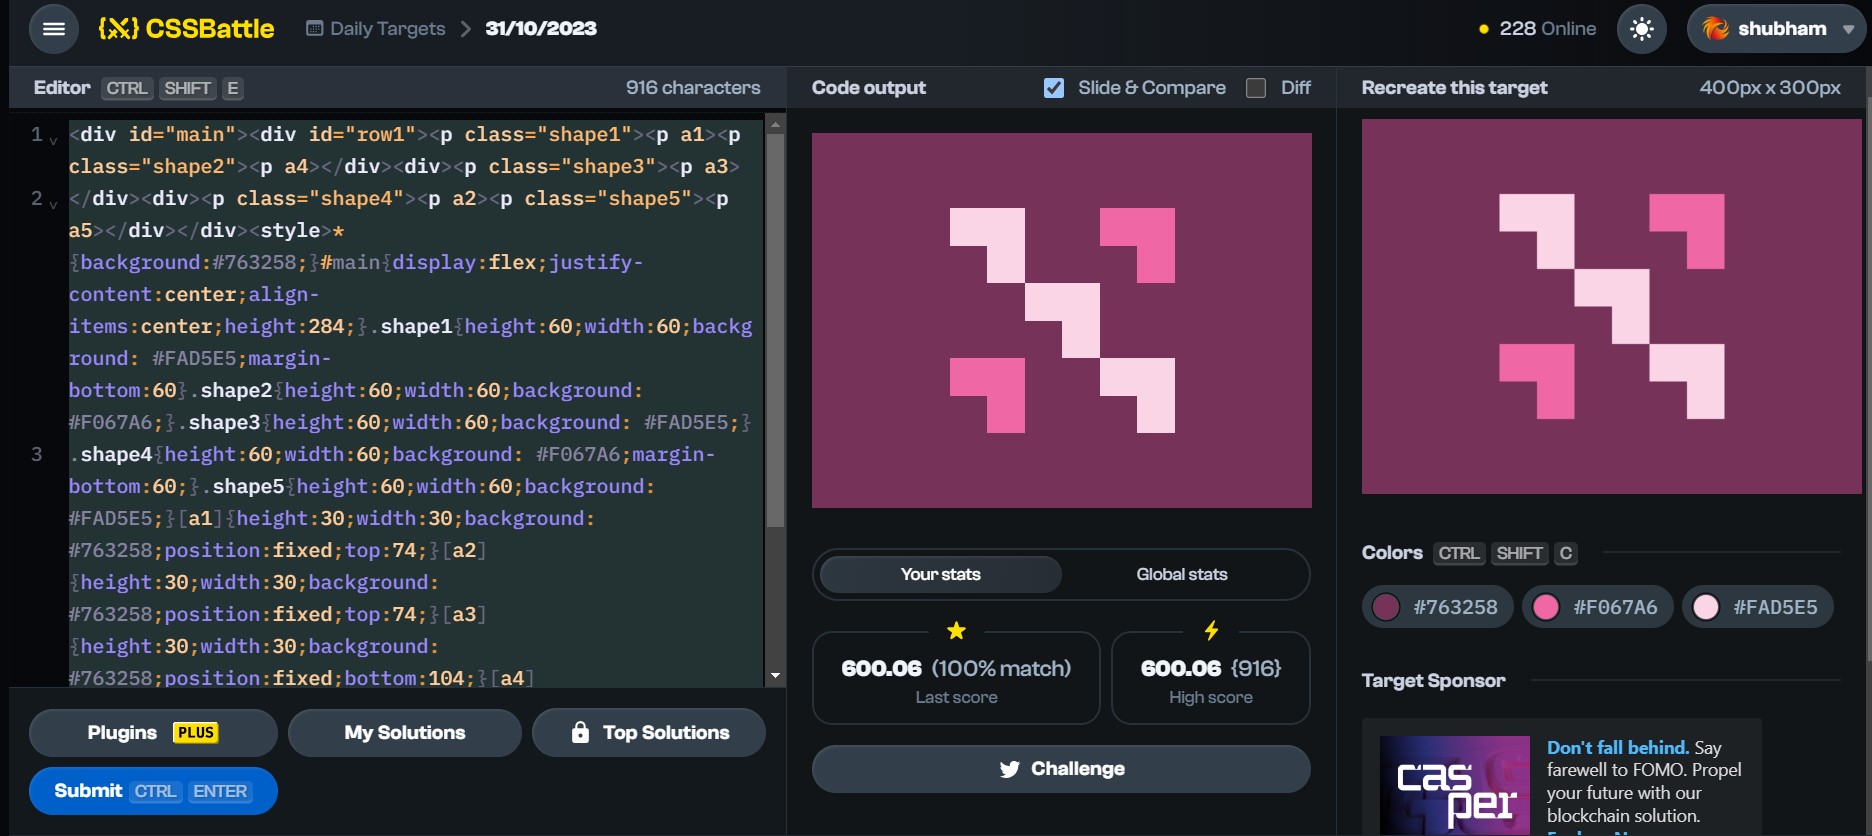 {X} CSSBattle
Daily Targets
31/10/2023
228 Online
shubham
Editor CTRL SHIFT E
916 characters
1 <div id="main"><div id="row1"><p class="shape1"><p a1><p
class="shape2"><p a4></div><div><p class="shape3"><p a3>
2 </div><div><p class="shape4"><p a2><p class="shape5"><p
a5></div></div><style>*
{background:#763258;}#main{display:flex;justify-
content:center;align-
items:center;height:284;}.shape1{height:60;width:60;backg
round: #FAD5E5;margin-
bottom:60}.shape2{height:60;width:60;background:
#F067A6;}.shape3{height:60;width:60;background: #FAD5E5;}
3 .shape4{height:60;width:60;background: #F067A6;margin-
bottom:60;}.shape5{height:60;width:60;background:
#FAD5E5;}[a1]{height:30;width:30;background:
#763258;position:fixed;top:74;}[a2]
{height:30;width:30;background:
#763258;position:fixed;top:74;}[a3]
{height:30;width:30;background:
#763258;position:fixed;bottom:104;}[a4]
Plugins PLUS
My Solutions
Top Solutions
Submit CTRL ENTER
Code output
Slide & Compare
Diff
Your stats
Global stats
600.06 (100% match)
Last score
600.06 {916}
High score
Challenge
Recreate this target
400px x 300px
Colors CTRL SHIFT C
#763258
#F067A6
#FAD5E5
Target Sponsor
casper
Don't fall behind. Say
farewell to FOMO. Propel
your future with our
blockchain solution.